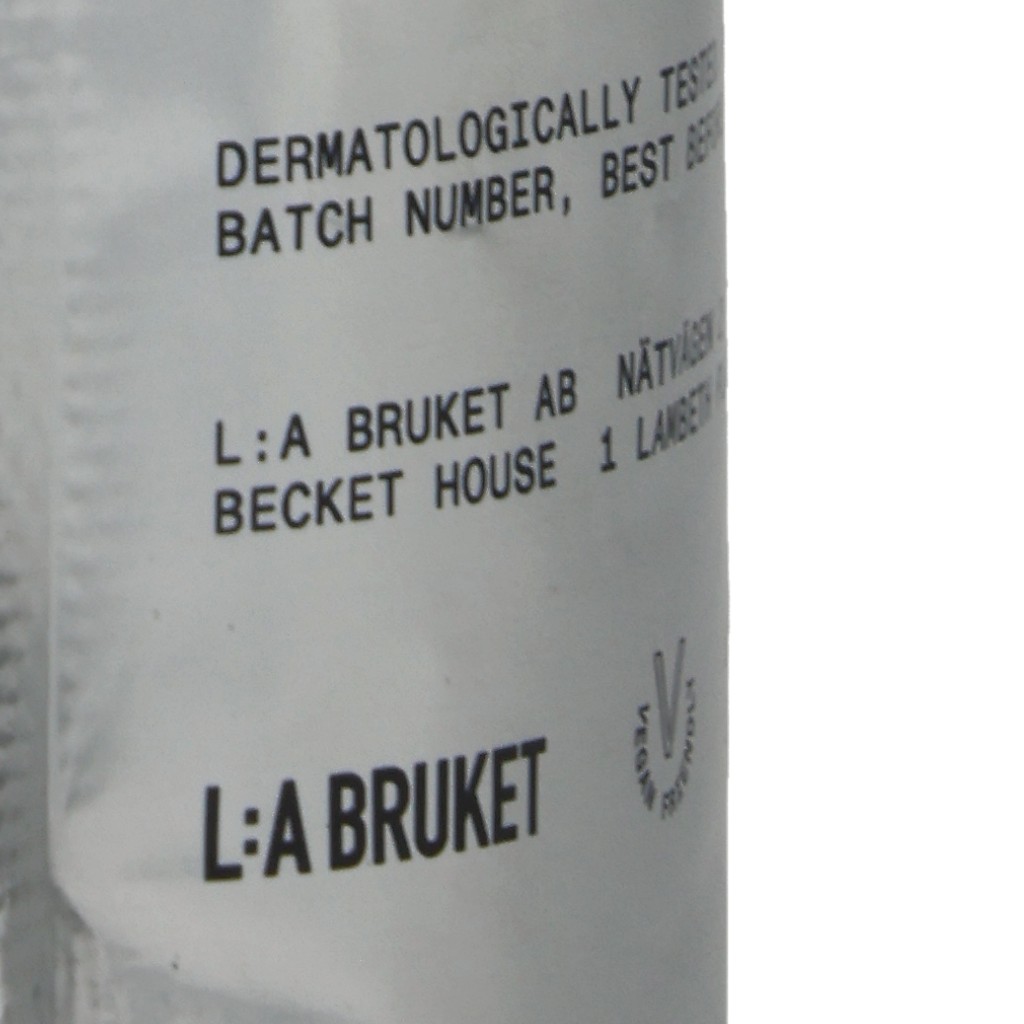 DERMATOLOGICALLY TESTED
BATCH NUMBER, BEST
L:A BRUKET AB NÄTVÄGEN
BECKET HOUSE 1 LAMBETH
L:A BRUKET
V
VEGAN FRIENDLY